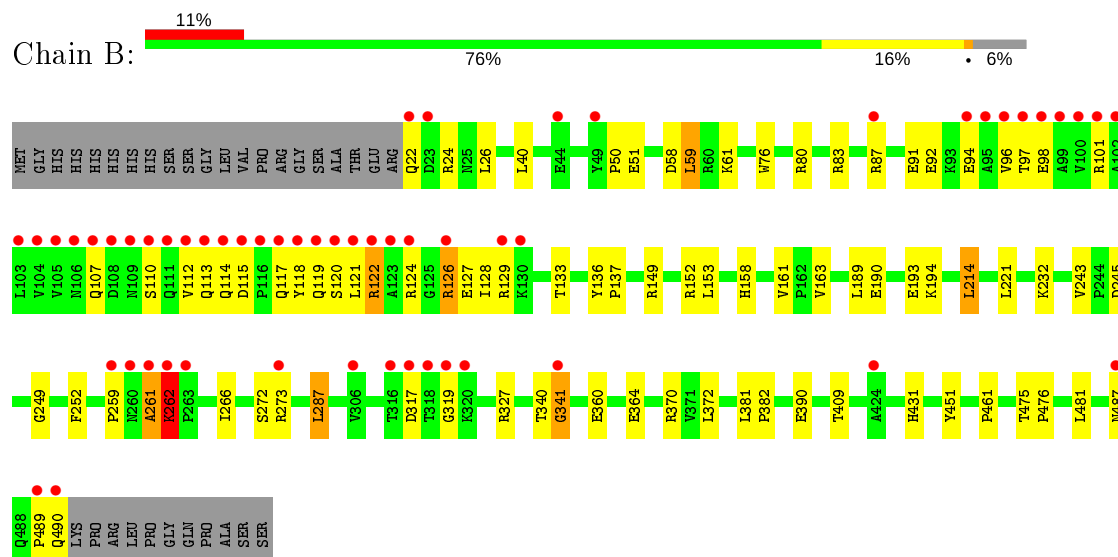 11%
Chain B:
76% 16% • 6%
MET GLY HIS HIS HIS HIS HIS HIS SER SER GLY LEU VAL PRO ARG GLY SER ALA THR GLU ARG Q22 D23 R24 N25 L26 L40 E44 Y49 P50 E51 D58 L59 R60 K61 W76 R80 R83 R87 E91 E92 K93 E94 A95 V96 T97 E98 A99 V100 R101 A102
L103 V104 V105 N106 Q107 D108 N109 S110 Q111 V112 Q113 Q114 D115 P116 Q117 Y118 Q119 S120 L121 R122 A123 R124 G125 R126 E127 I128 R129 K130 T133 Y136 P137 R149 R152 L153 H158 V161 P162 V163 L189 E190 E193 K194 L214 L221 K232 V243 P244
G249 F252 P259 N260 A261 K262 P263 I266 S272 R273 L287 V306 T316 D317 T318 G319 K320 R327 T340 G341 E360 E364 R370 V371 L372 L381 P382 E390 T409 A424 H431 Y451 P461 T475 P476 L481
Q488 P489 Q490 LYS PRO ARG LEU PRO GLY GLN PRO ALA SER SER